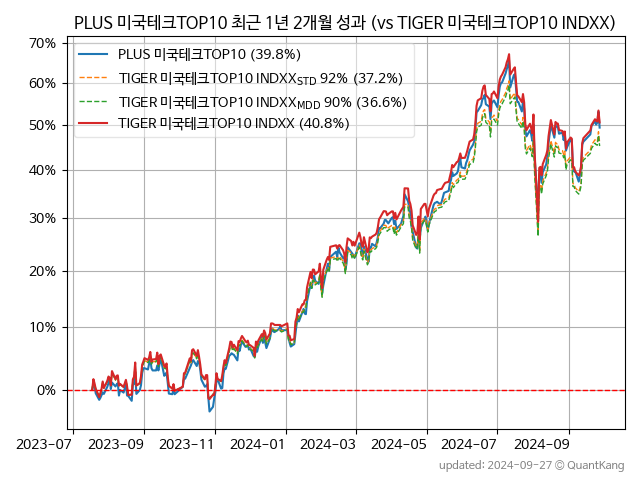 PLUS 미국테크TOP10 최근 1년 2개월 성과 (vs TIGER 미국테크TOP10 INDXX)
70%
60%
50%
40%
30%
20%
10%
0%
PLUS 미국테크TOP10 (39.8%)
TIGER 미국테크TOP10 INDXX_STD 92% (37.2%)
TIGER 미국테크TOP10 INDXX_MDD 90% (36.6%)
TIGER 미국테크TOP10 INDXX (40.8%)
2023-07 2023-09 2023-11 2024-01 2024-03 2024-05 2024-07 2024-09
updated: 2024-09-27 © QuantKang